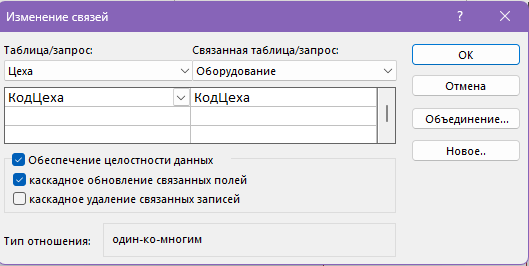 Изменение связей
Таблица/запрос: Связанная таблица/запрос:
Цеха Оборудование
КодЦеха КодЦеха
ОК
Отмена
Объединение...
Новое..
Обеспечение целостности данных
каскадное обновление связанных полей
каскадное удаление связанных записей
Тип отношения: один-ко-многим